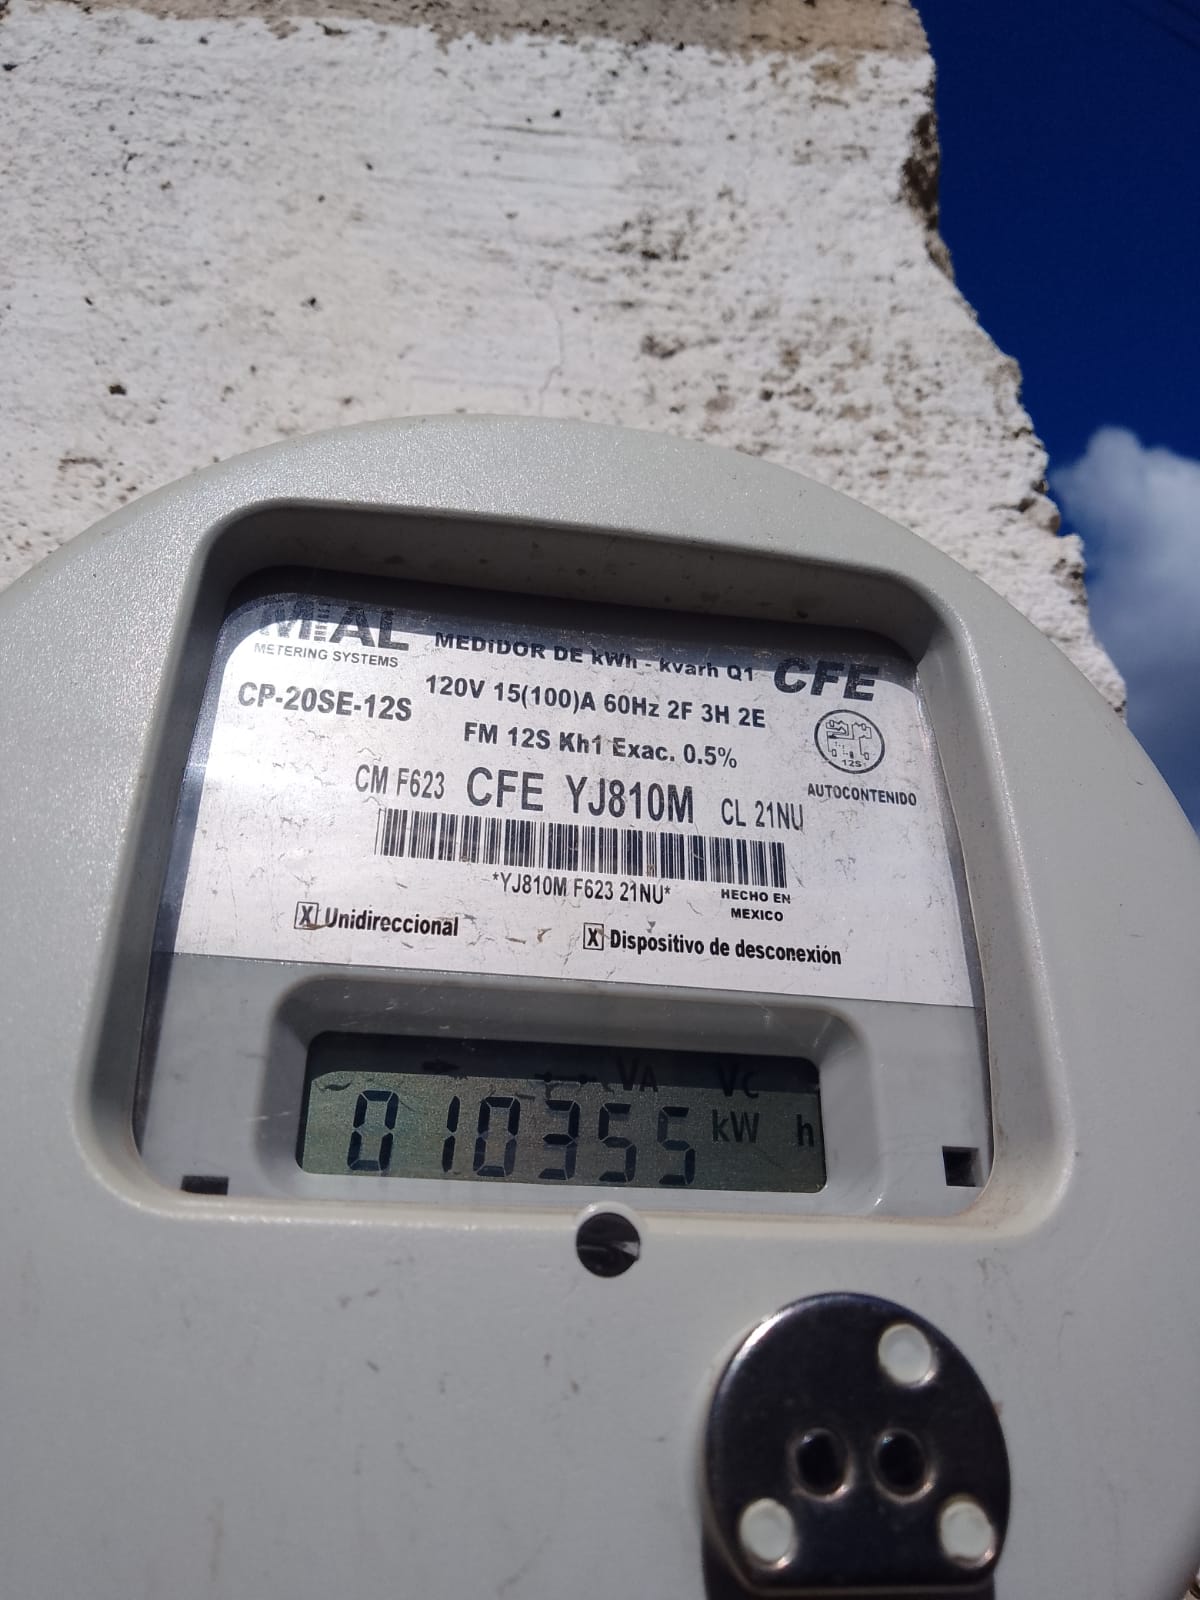 MIAL
METERING SYSTEMS
MEDiDOR DE kWh - kvarh Q1
CFE
CP-20SE-12S
120V 15(100)A 60Hz 2F 3H 2E
FM 12S Kh1 Exac. 0.5%
12S
AUTOCONTENIDO
CM F623 CFE YJ810M CL 21NU
*YJ810M F623 21NU*
HECHO EN
MEXICO
X Unidireccional
X Dispositivo de desconexión
VA VC
010355 kW h